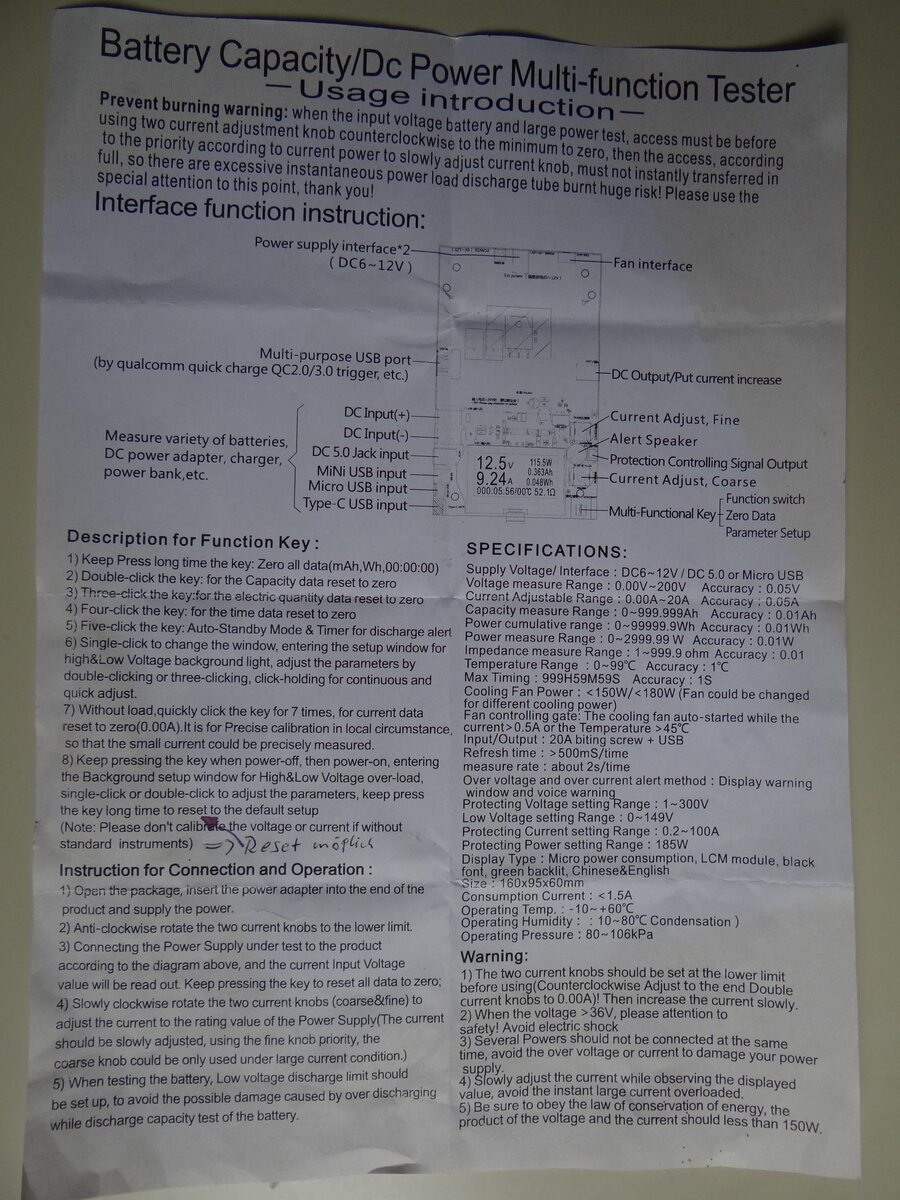 Battery Capacity/Dc Power Multi-function Tester
—Usage introduction—
Prevent burning warning: when the input voltage battery and large power test, access must be before
using two current adjustment knob counterclockwise to the minimum to zero, then the access, according
to the priority according to current power to slowly adjust current knob, must not instantly transferred in
full, so there are excessive instantaneous power load discharge tube burnt huge risk! Please use the
special attention to this point, thank you!
Interface function instruction:
Power supply interface*2
( DC6~12V )
Fan interface
Multi-purpose USB port
(by qualcomm quick charge QC2.0/3.0 trigger, etc.)
DC Output/Put current increase
Measure variety of batteries,
DC power adapter, charger,
power bank,etc.
DC Input(+)
DC Input(-)
DC 5.0 Jack input
MiNi USB input
Micro USB input
Type-C USB input
12.5v 115.5W
0.363Ah
9.24A 0.048Wh
000:05:56/00℃ 52.1Ω
Current Adjust, Fine
Alert Speaker
Protection Controlling Signal Output
Current Adjust, Coarse
Multi-Functional Key
Function switch
Zero Data
Parameter Setup
Description for Function Key :
1) Keep Press long time the key: Zero all data(mAh,Wh,00:00:00)
2) Double-click the key: for the Capacity data reset to zero
3) Three-click the key:for the electric quantity data reset to zero
4) Four-click the key: for the time data reset to zero
5) Five-click the key: Auto-Standby Mode & Timer for discharge alert
6) Single-click to change the window, entering the setup window for
high&Low Voltage background light, adjust the parameters by
double-clicking or three-clicking, click-holding for continuous and
quick adjust.
7) Without load,quickly click the key for 7 times, for current data
reset to zero(0.00A).It is for Precise calibration in local circumstance,
so that the small current could be precisely measured.
8) Keep pressing the key when power-off, then power-on, entering
the Background setup window for High&Low Voltage over-load,
single-click or double-click to adjust the parameters, keep press
the key long time to reset to the default setup
(Note: Please don't calibrate the voltage or current if without
standard instruments) => Reset möglich
Instruction for Connection and Operation :
1) Open the package, insert the power adapter into the end of the
product and supply the power.
2) Anti-clockwise rotate the two current knobs to the lower limit.
3) Connecting the Power Supply under test to the product
according to the diagram above, and the current Input Voltage
value will be read out. Keep pressing the key to reset all data to zero;
4) Slowly clockwise rotate the two current knobs (coarse&fine) to
adjust the current to the rating value of the Power Supply(The current
should be slowly adjusted, using the fine knob priority, the
coarse knob could be only used under large current condition.)
5) When testing the battery, Low voltage discharge limit should
be set up, to avoid the possible damage caused by over discharging
while discharge capacity test of the battery.
SPECIFICATIONS:
Supply Voltage/ Interface : DC6~12V / DC 5.0 or Micro USB
Voltage measure Range : 0.00V~200V Accuracy : 0.05V
Current Adjustable Range : 0.00A~20A Accuracy : 0.05A
Capacity measure Range : 0~999.999Ah Accuracy : 0.01Ah
Power cumulative range : 0~99999.9Wh Accuracy : 0.01Wh
Power measure Range : 0~2999.99 W Accuracy : 0.01W
Impedance measure Range : 1~999.9 ohm Accuracy : 0.01
Temperature Range : 0~99℃ Accuracy : 1℃
Max Timing : 999H59M59S Accuracy : 1S
Cooling Fan Power : <150W/<180W (Fan could be changed
for different cooling power)
Fan controlling gate: The cooling fan auto-started while the
current>0.5A or the Temperature >45℃
Input/Output : 20A biting screw + USB
Refresh time : >500mS/time
measure rate : about 2s/time
Over voltage and over current alert method : Display warning
window and voice warning
Protecting Voltage setting Range : 1~300V
Low Voltage setting Range : 0~149V
Protecting Current setting Range : 0.2~100A
Protecting Power setting Range : 185W
Display Type : Micro power consumption, LCM module, black
font, green backlit, Chinese&English
Size : 160x95x60mm
Consumption Current : <1.5A
Operating Temp. : -10~+60℃
Operating Humidity : : 10~80℃ Condensation )
Operating Pressure : 80~106kPa
Warning:
1) The two current knobs should be set at the lower limit
before using(Counterclockwise Adjust to the end Double
current knobs to 0.00A)! Then increase the current slowly.
2) When the voltage >36V, please attention to
safety! Avoid electric shock
3) Several Powers should not be connected at the same
time, avoid the over voltage or current to damage your power
supply.
4) Slowly adjust the current while observing the displayed
value, avoid the instant large current overloaded.
5) Be sure to obey the law of conservation of energy, the
product of the voltage and the current should less than 150W.